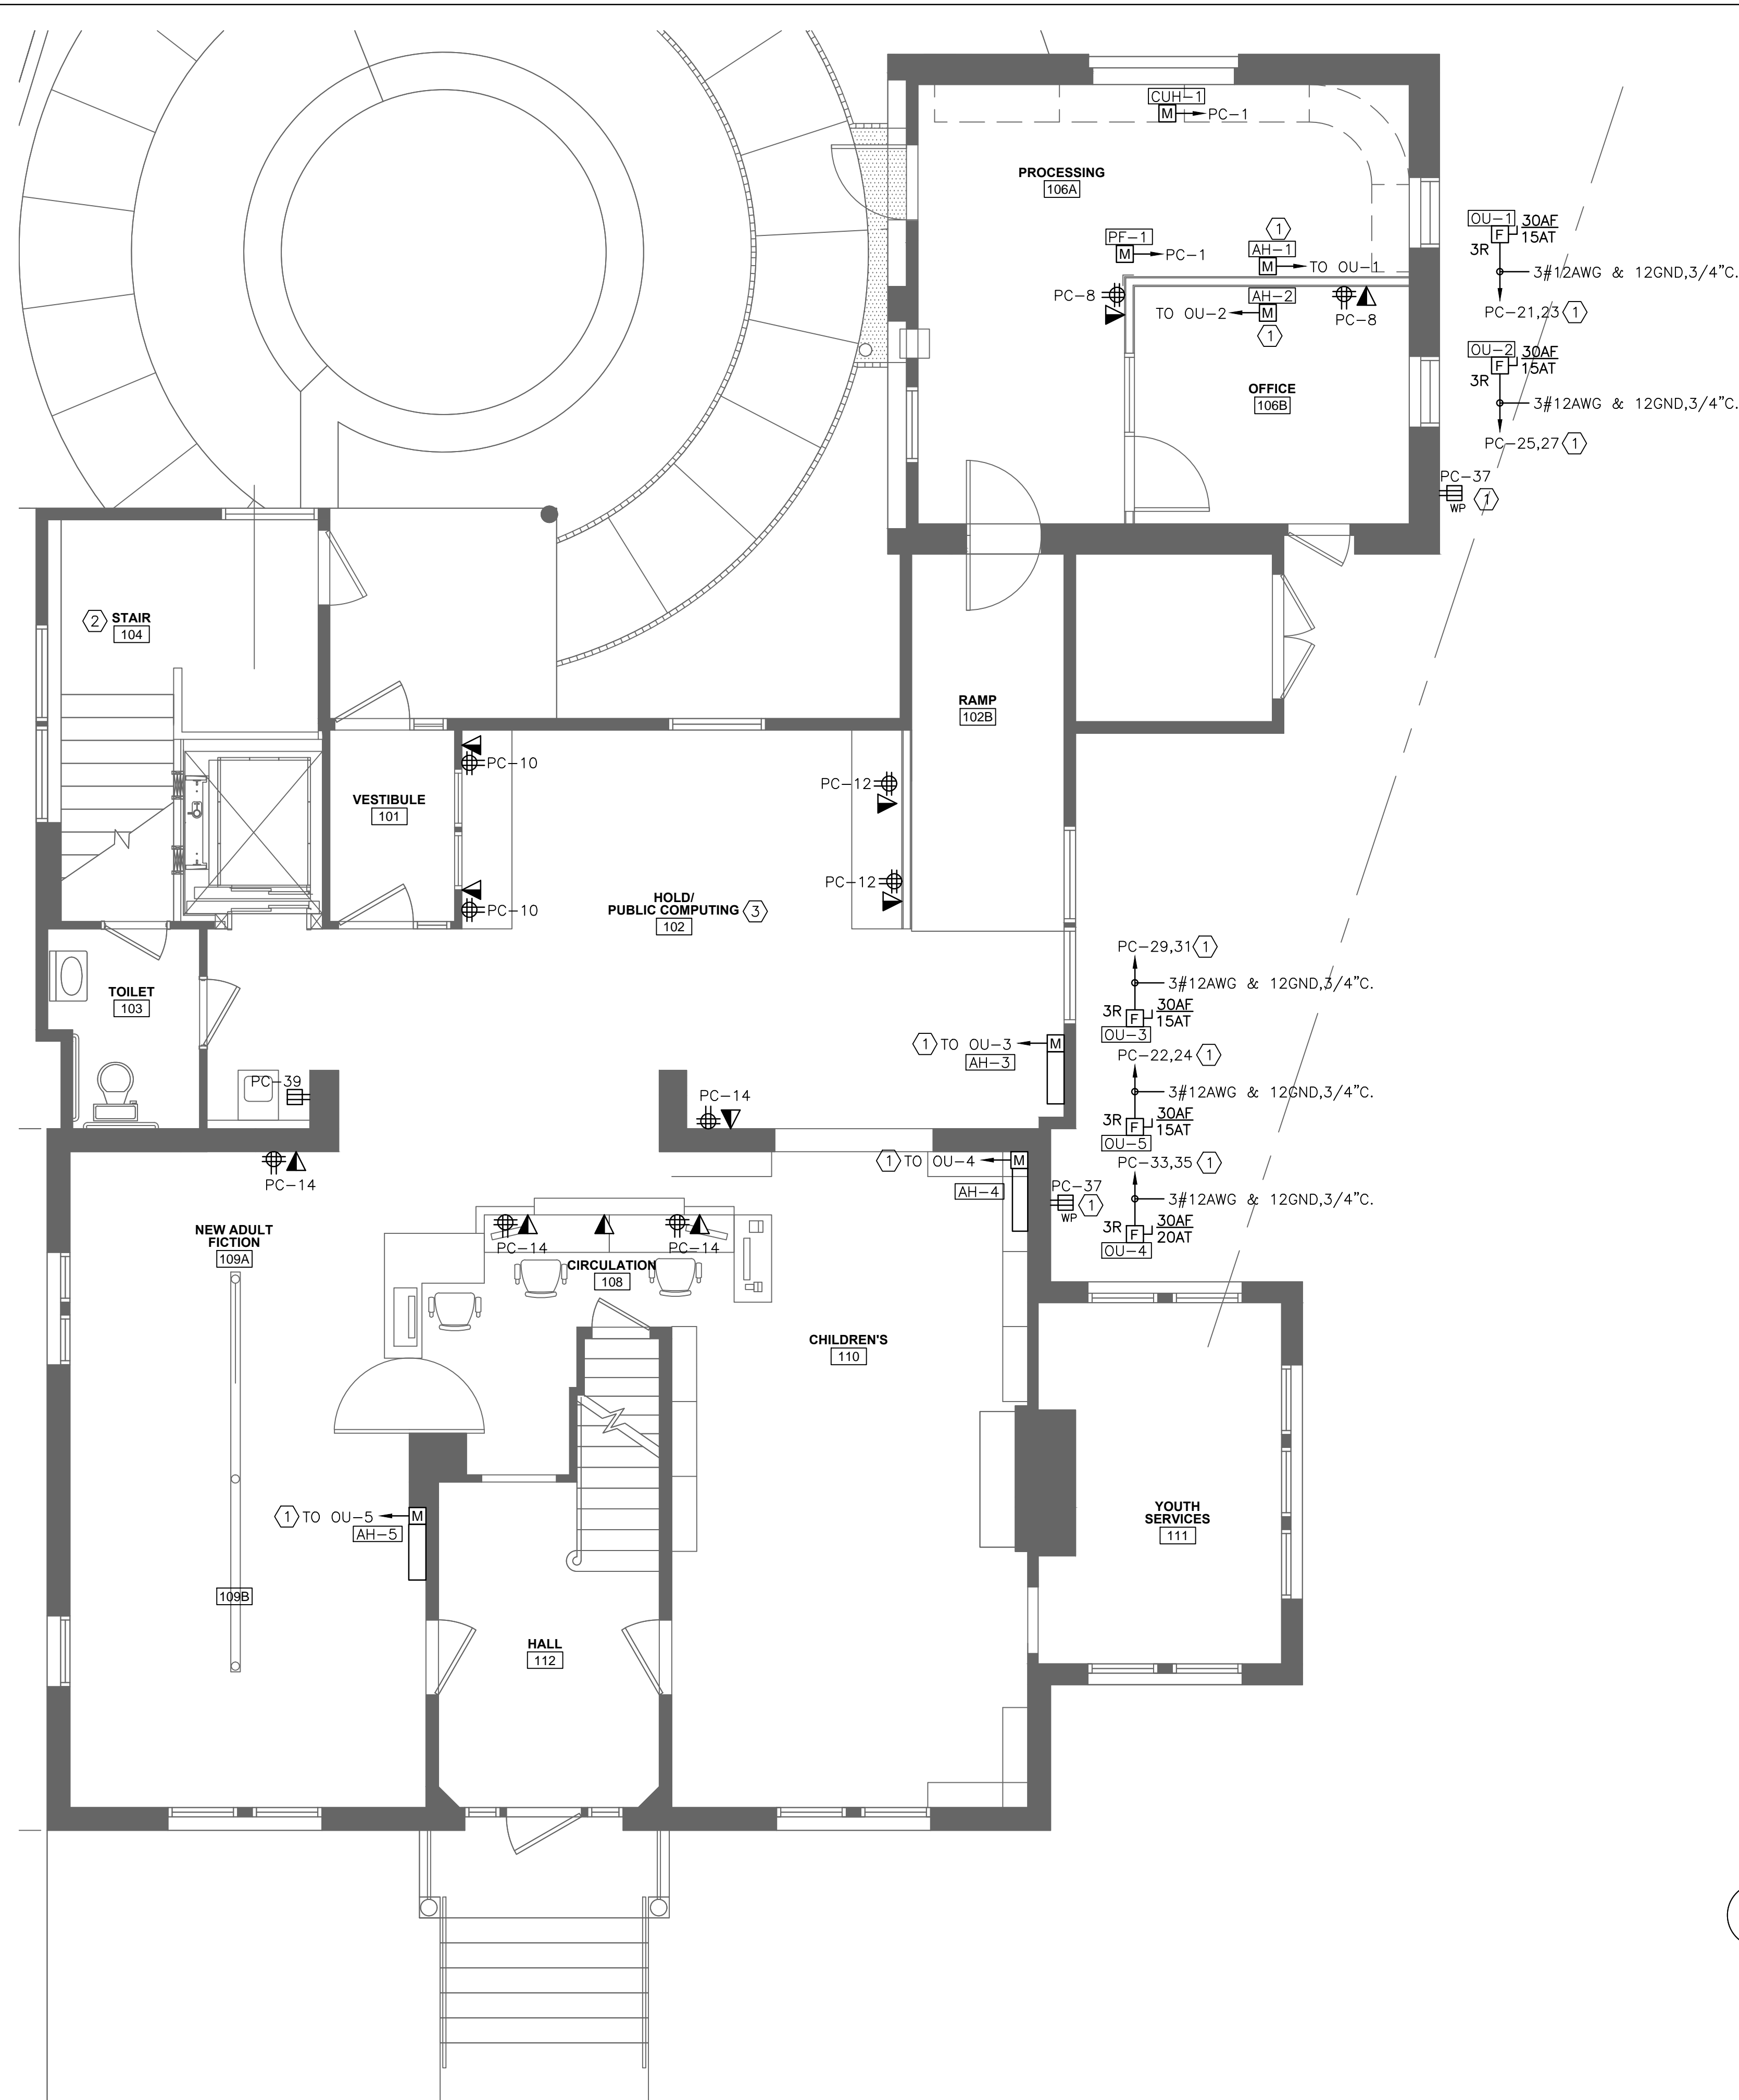 CUH-1
M PC-1
PROCESSING
106A
PF-1
M PC-1
1
AH-1
M TO OU-1
PC-8
AH-2
TO OU-2 M
1
PC-8
OFFICE
106B
OU-1 30AF
F 15AT
3R
3#12AWG & 12GND,3/4"C.
PC-21,23 1
OU-2 30AF
F 15AT
3R
3#12AWG & 12GND,3/4"C.
PC-25,27 1
PC-37
WP 1
2 STAIR
104
RAMP
102B
PC-10
PC-12
VESTIBULE
101
PC-12
PC-10
HOLD/
PUBLIC COMPUTING 3
102
TOILET
103
PC-39
PC-14
1 TO OU-3 M
AH-3
PC-29,31 1
3#12AWG & 12GND,3/4"C.
3R F 30AF
15AT
OU-3
PC-22,24 1
3#12AWG & 12GND,3/4"C.
3R F 30AF
15AT
OU-5
PC-33,35 1
3#12AWG & 12GND,3/4"C.
3R F 30AF
20AT
OU-4
PC-14
1 TO OU-4 M
AH-4
PC-37
WP 1
NEW ADULT
FICTION
109A
PC-14
PC-14
CIRCULATION
108
CHILDREN'S
110
1 TO OU-5 M
AH-5
YOUTH
SERVICES
111
109B
HALL
112